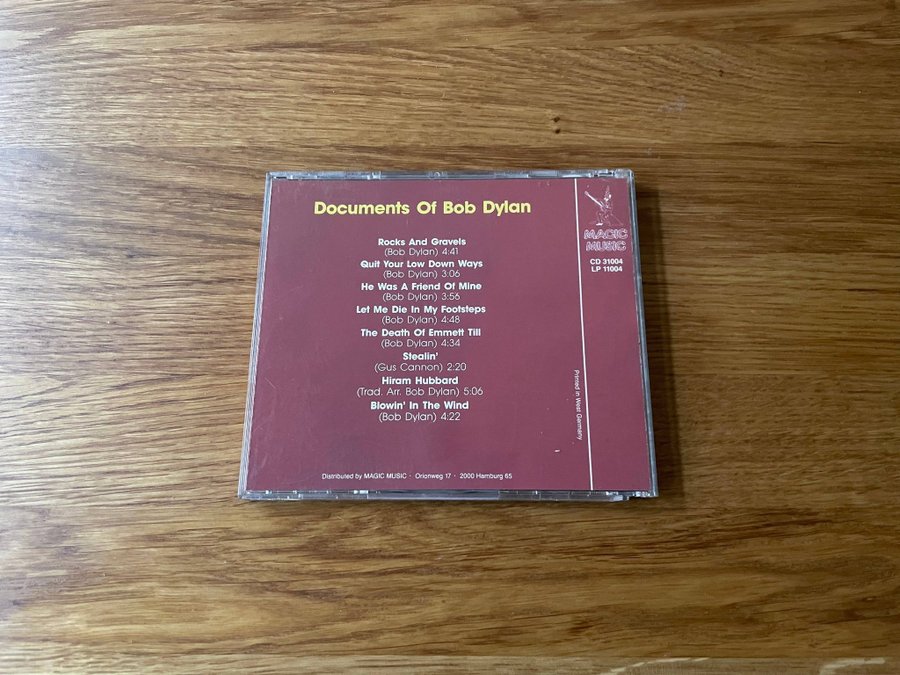 Documents Of Bob Dylan
Rocks And Gravels
(Bob Dylan) 4:41
Quit Your Low Down Ways
(Bob Dylan) 3:06
He Was A Friend Of Mine
(Bob Dylan) 3:56
Let Me Die In My Footsteps
(Bob Dylan) 4:48
The Death Of Emmett Till
(Bob Dylan) 4:34
Stealin'
(Gus Cannon) 2:20
Hiram Hubbard
(Trad. Arr. Bob Dylan) 5:06
Blowin' In The Wind
(Bob Dylan) 4:22
Distributed by MAGIC MUSIC · Orionweg 17 · 2000 Hamburg 65
MAGIC
MUSIC
CD 31004
LP 11004
Printed in West Germany